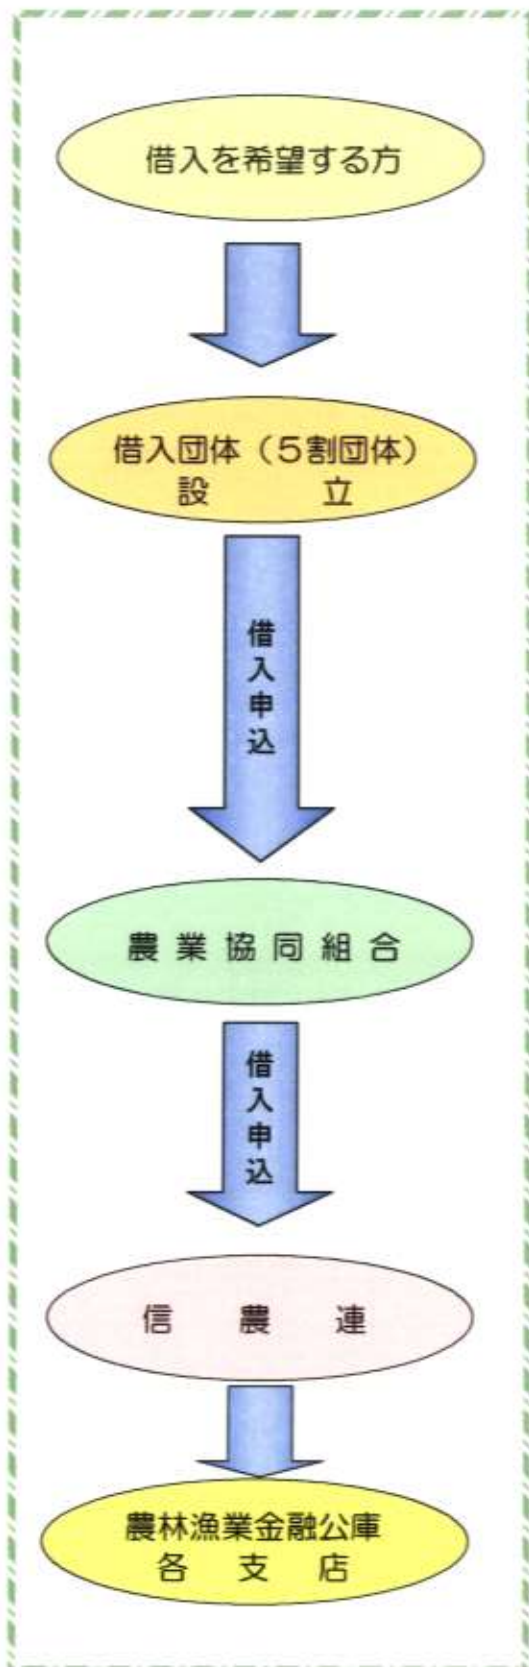 借入を希望する方
借入団体（５割団体）
設　　立
借入申込
農業協同組合
借入申込
信　農　連
農林漁業金融公庫
各　支　店